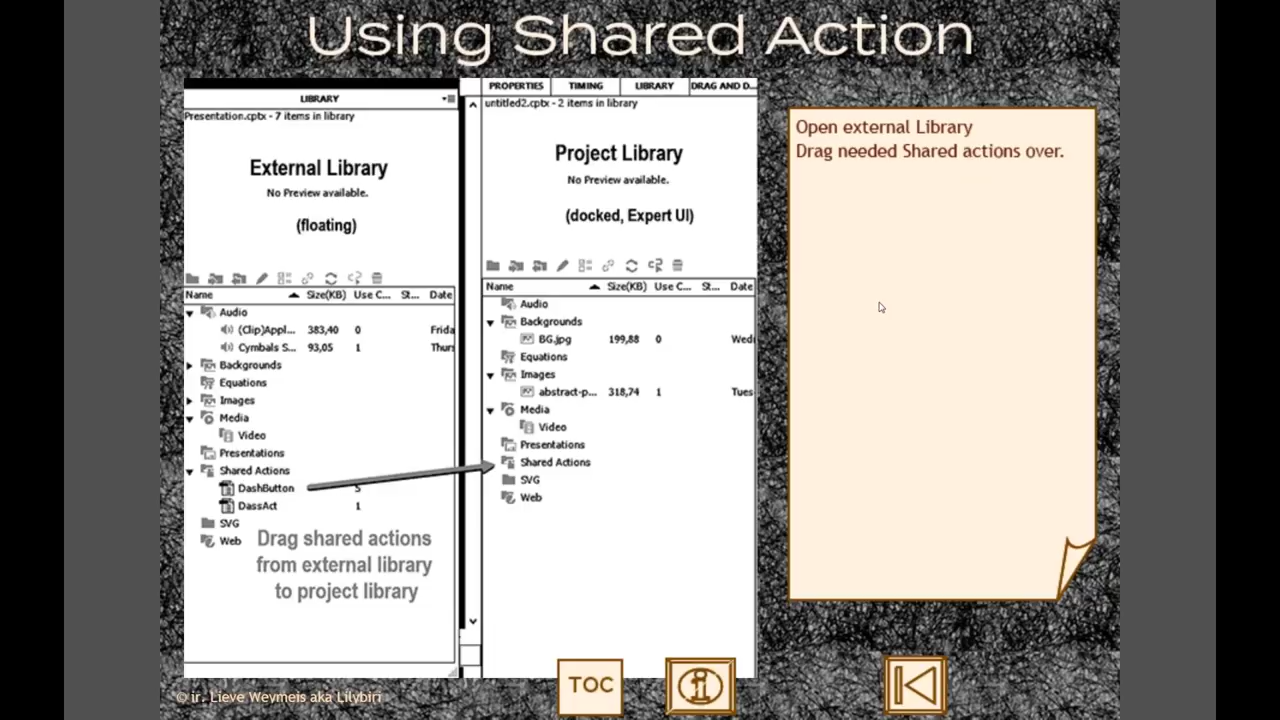 Using Shared Action
LIBRARY
Presentation.cptx - 7 items in library
External Library
No Preview available.
(floating)
Name Size(KB) Use C... St... Date
Audio
(Clip)Appl... 383,40 0 Frida
Cymbals S... 93,05 1 Thurs
Backgrounds
Equations
Images
Media
Video
Presentations
Shared Actions
DashButton 5
DassAct 1
SVG
Web
Drag shared actions
from external library
to project library
PROPERTIES TIMING LIBRARY DRAG AND D...
untitled2.cptx - 2 items in library
Project Library
No Preview available.
(docked, Expert UI)
Name Size(KB) Use C... St... Date
Audio
Backgrounds
BG.jpg 199,88 0 Wedn
Equations
Images
abstract-p... 318,74 1 Tues
Media
Video
Presentations
Shared Actions
SVG
Web
Open external Library
Drag needed Shared actions over.
© ir. Lieve Weymeis aka Lilybiri
TOC